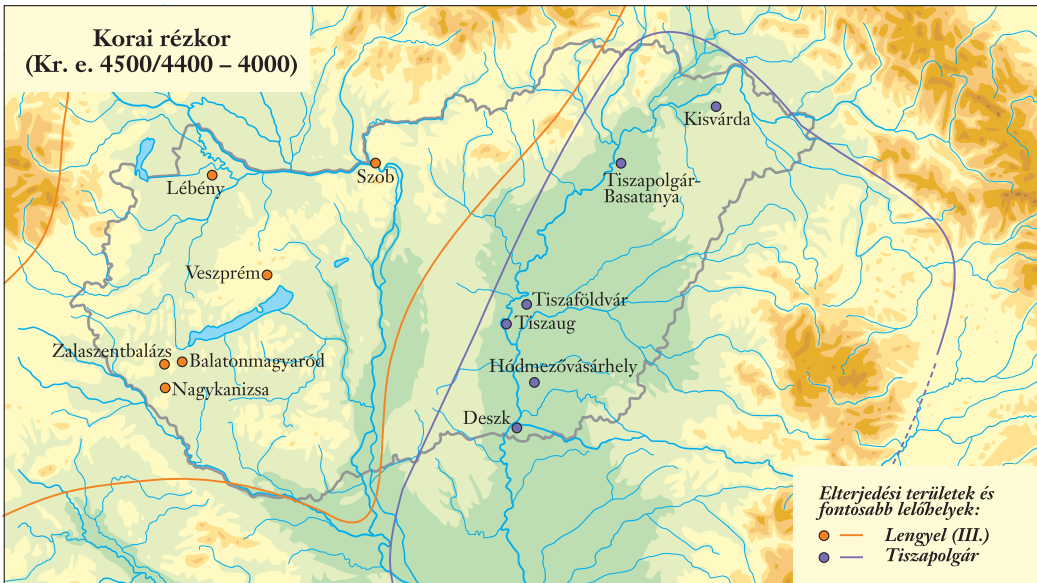 Korai rézkor
(Kr. e. 4500/4400 – 4000)
Kisvárda
Szob
Lébény
Tiszapolgár-
Basatanya
Veszprém
Tiszaföldvár
Tiszaug
Zalaszentbalázs
Balatonmagyaród
Hódmezővásárhely
Nagykanizsa
Deszk
Elterjedési területek és
fontosabb lelőhelyek:
Lengyel (III.)
Tiszapolgár